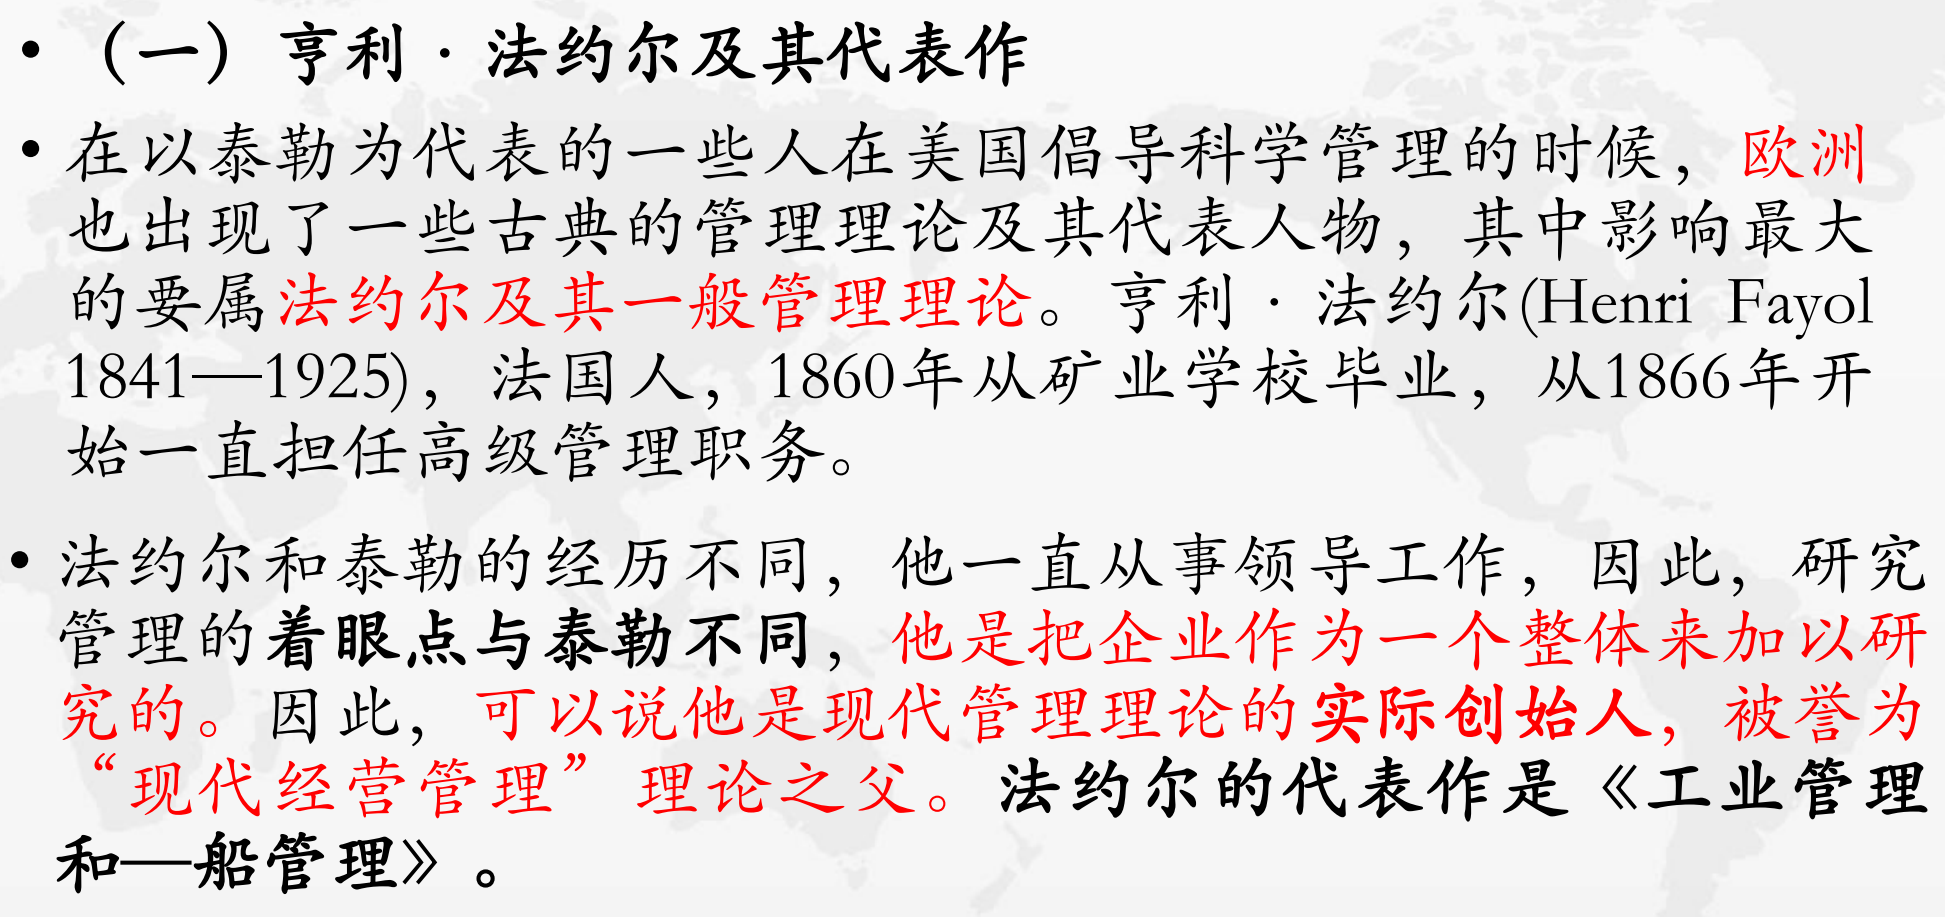 • （一）亨利·法约尔及其代表作
• 在以泰勒为代表的一些人在美国倡导科学管理的时候，欧洲
也出现了一些古典的管理理论及其代表人物，其中影响最大
的要属法约尔及其一般管理理论。亨利·法约尔(Henri Fayol
1841—1925)，法国人，1860年从矿业学校毕业，从1866年开
始一直担任高级管理职务。
• 法约尔和泰勒的经历不同，他一直从事领导工作，因此，研究
管理的着眼点与泰勒不同，他是把企业作为一个整体来加以研
究的。因此，可以说他是现代管理理论的实际创始人，被誉为
“现代经营管理”理论之父。法约尔的代表作是《工业管理
和—船管理》。